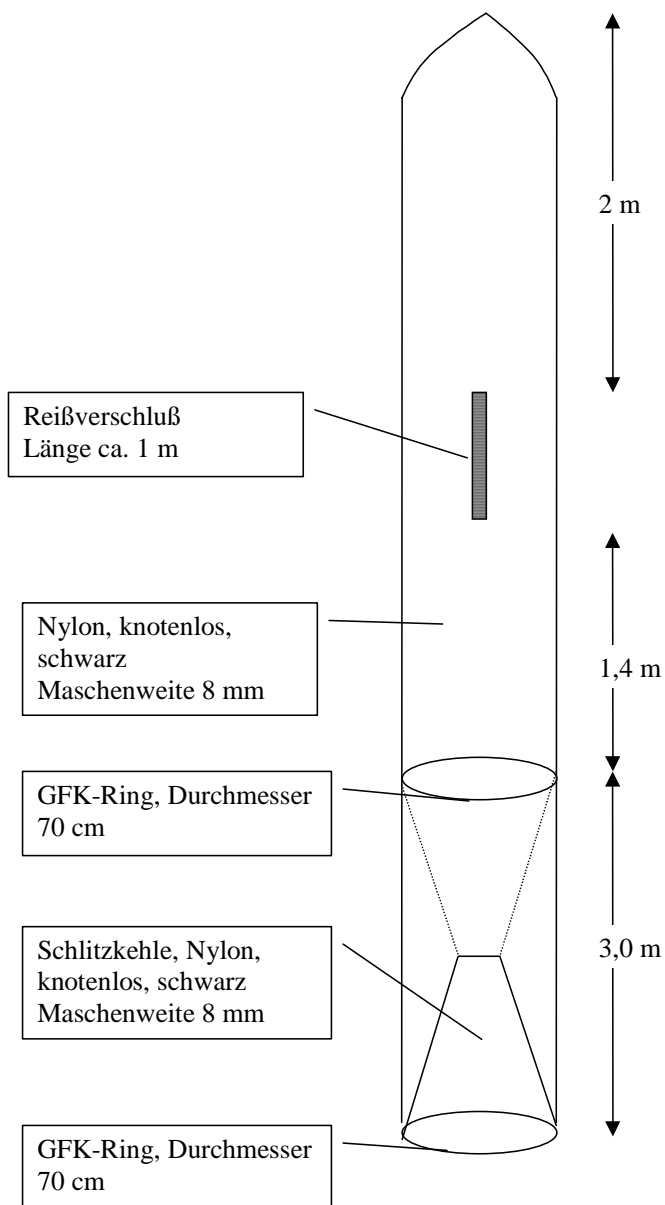 2 m
Reißverschluß
Länge ca. 1 m
Nylon, knotenlos,
schwarz
Maschenweite 8 mm
1,4 m
GFK-Ring, Durchmesser
70 cm
Schlitzkehle, Nylon,
knotenlos, schwarz
Maschenweite 8 mm
3,0 m
GFK-Ring, Durchmesser
70 cm